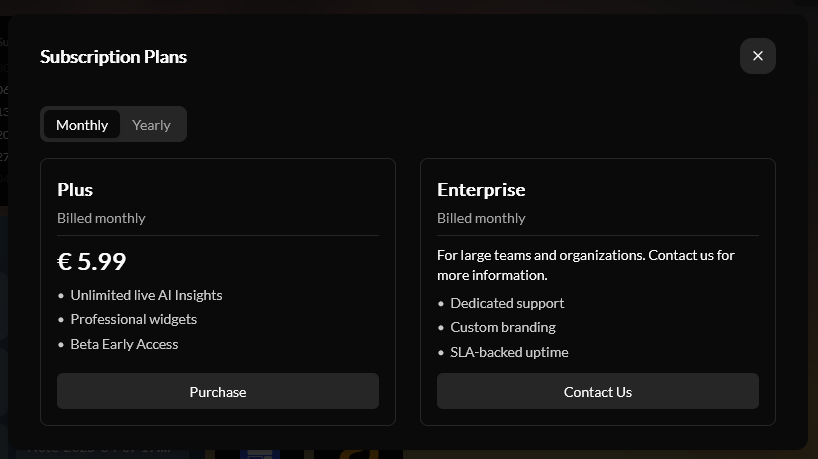 Subscription Plans
Monthly
Yearly
Plus
Billed monthly
€ 5.99
• Unlimited live AI Insights
• Professional widgets
• Beta Early Access
Purchase
Enterprise
Billed monthly
For large teams and organizations. Contact us for
more information.
• Dedicated support
• Custom branding
• SLA-backed uptime
Contact Us